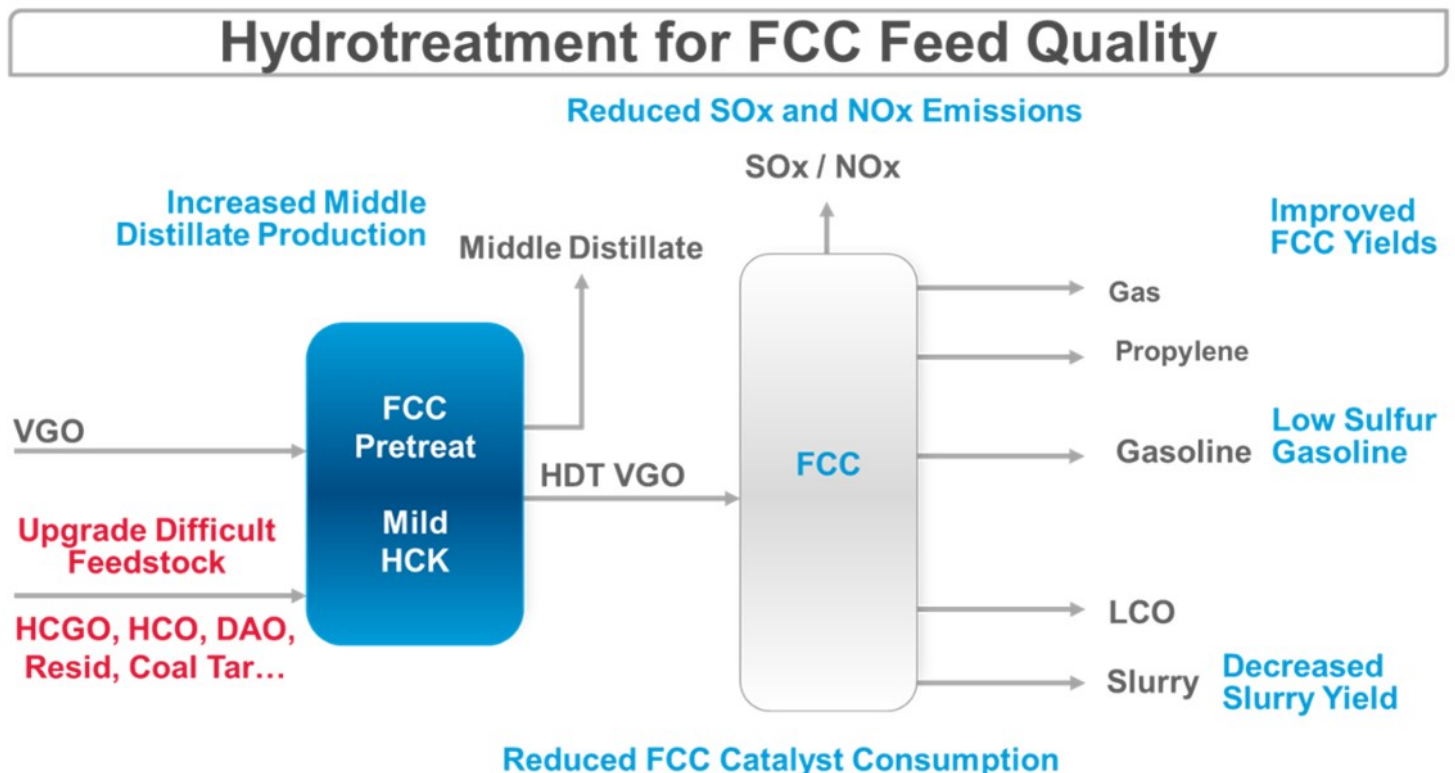 Hydrotreatment for FCC Feed Quality
Reduced SOx and NOx Emissions
SOx / NOx
Increased Middle
Distillate Production
Middle Distillate
Improved
FCC Yields
Gas
Propylene
FCC
Pretreat
Mild
HCK
VGO
HDT VGO
FCC
Gasoline
Low Sulfur
Gasoline
Upgrade Difficult
Feedstock
HCGO, HCO, DAO,
Resid, Coal Tar...
LCO
Slurry
Decreased
Slurry Yield
Reduced FCC Catalyst Consumption